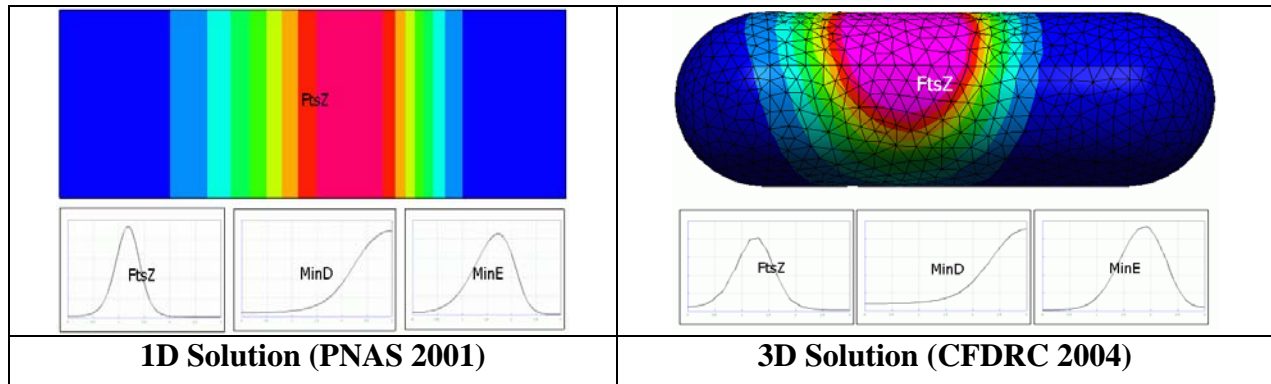 FtsZ
FtsZ
MinD
MinE
1D Solution (PNAS 2001)
FtsZ
FtsZ
MinD
MinE
3D Solution (CFDRC 2004)